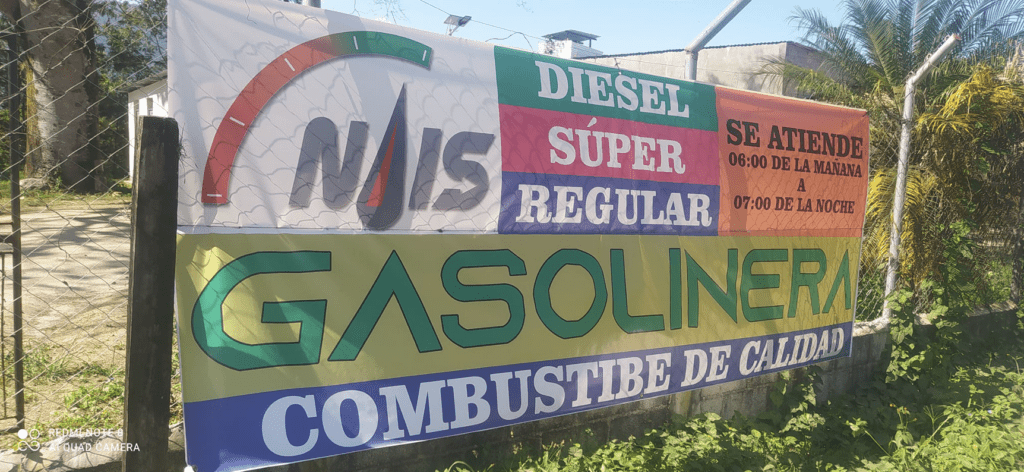 NJIS
DIESEL
SÚPER
REGULAR
SE ATIENDE
06:00 DE LA MAÑANA
A
07:00 DE LA NOCHE
GASOLINERA
COMBUSTIBE DE CALIDAD
REDMI NOTE 8
AI QUAD CAMERA